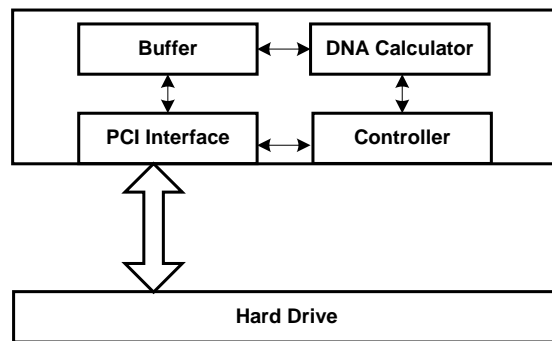 Buffer
DNA Calculator
PCI Interface
Controller
Hard Drive